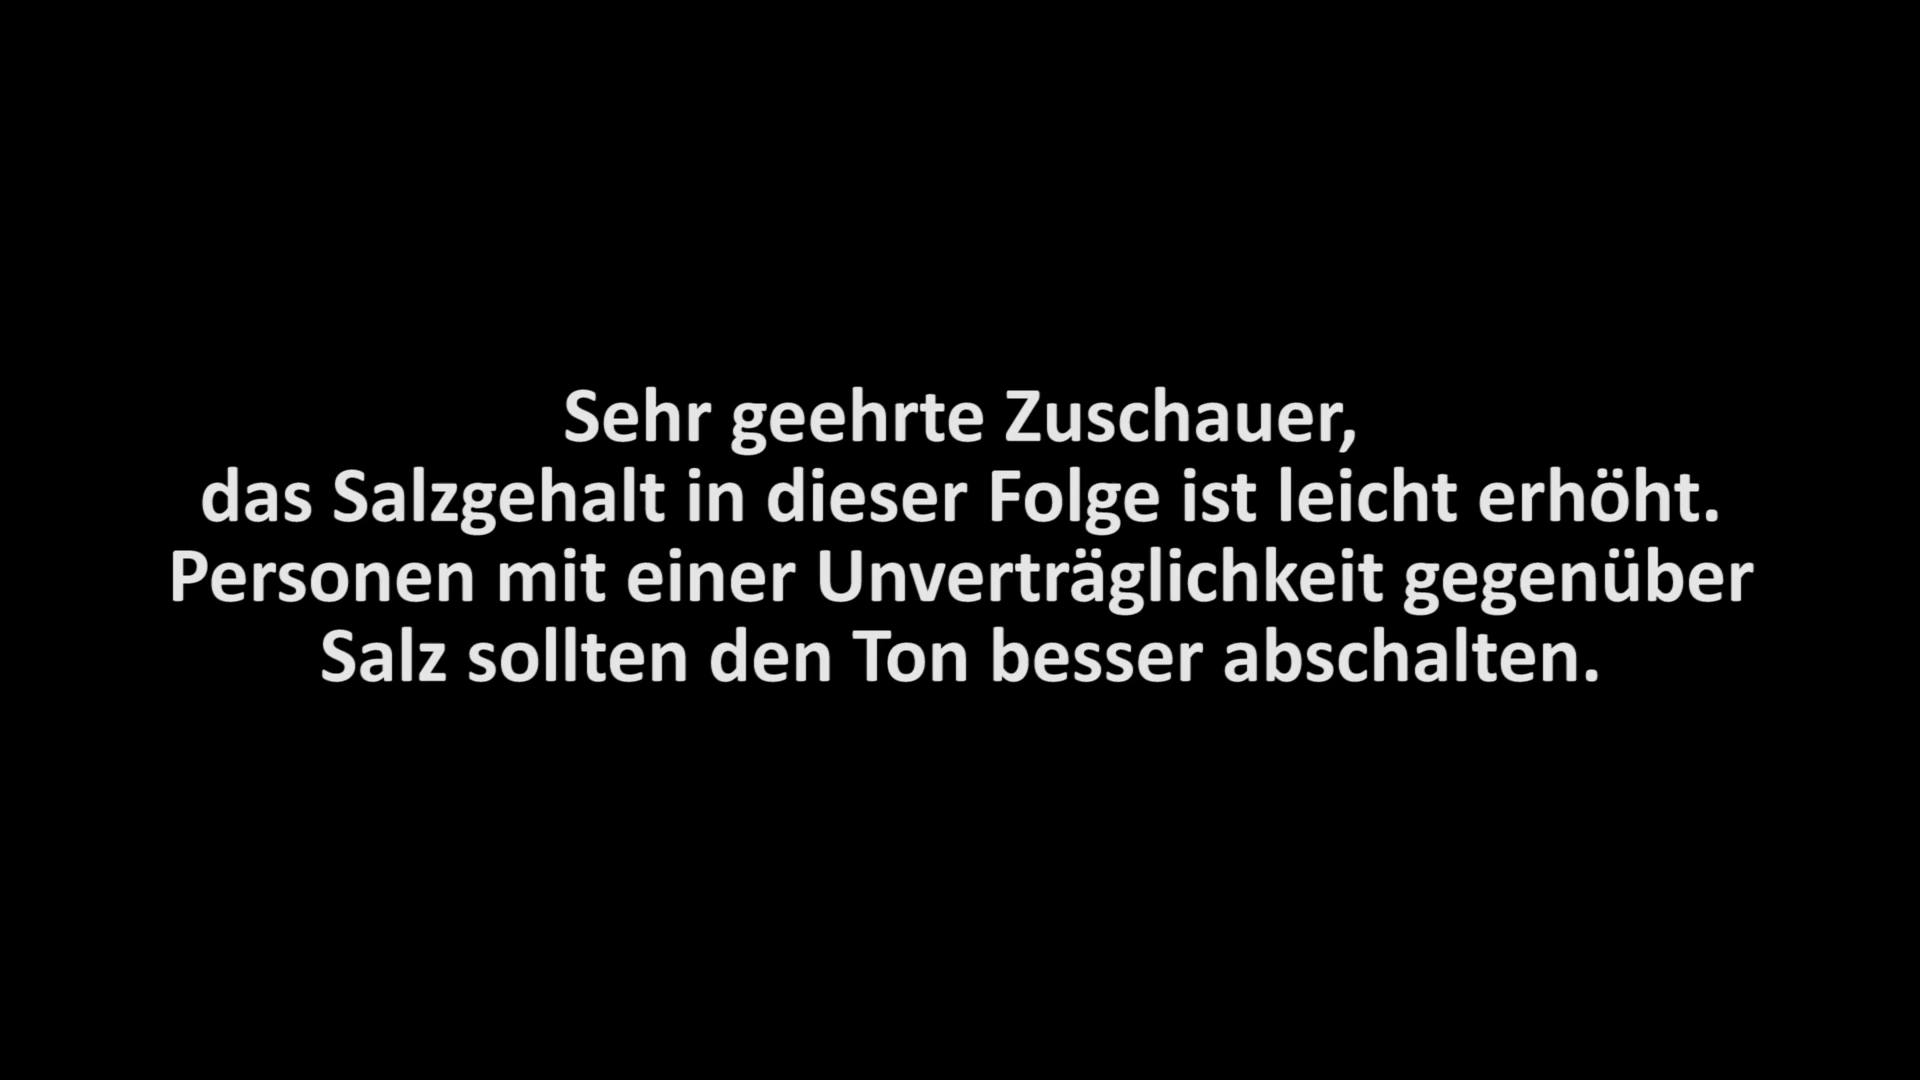 Sehr geehrte Zuschauer,
das Salzgehalt in dieser Folge ist leicht erhöht.
Personen mit einer Unverträglichkeit gegenüber
Salz sollten den Ton besser abschalten.